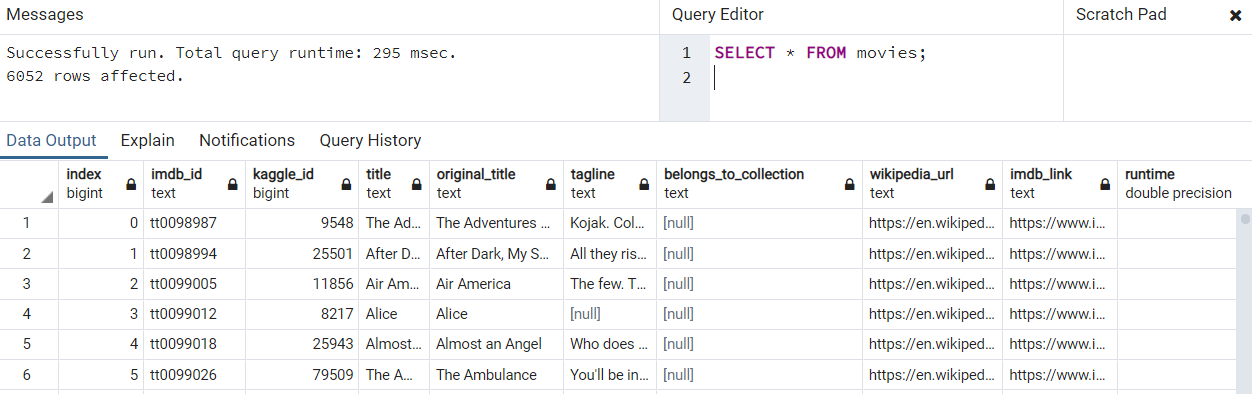 Messages
Successfully run. Total query runtime: 295 msec.
6052 rows affected.
Query Editor
1 SELECT * FROM movies;
2
Scratch Pad
Data Output Explain Notifications Query History
index imdb_id kaggle_id title original_title tagline belongs_to_collection wikipedia_url imdb_link runtime
bigint text bigint text text text text text text double precision
1 0 tt0098987 9548 The Ad... The Adventures ... Kojak. Col... [null] https://en.wikiped... https://www.i...
2 1 tt0098994 25501 After D... After Dark, My S... All they ris... [null] https://en.wikiped... https://www.i...
3 2 tt0099005 11856 Air Am... Air America The few. T... [null] https://en.wikiped... https://www.i...
4 3 tt0099012 8217 Alice Alice [null] [null] https://en.wikiped... https://www.i...
5 4 tt0099018 25943 Almost... Almost an Angel Who does ... [null] https://en.wikiped... https://www.i...
6 5 tt0099026 79509 The A... The Ambulance You'll be in... [null] https://en.wikiped... https://www.i...